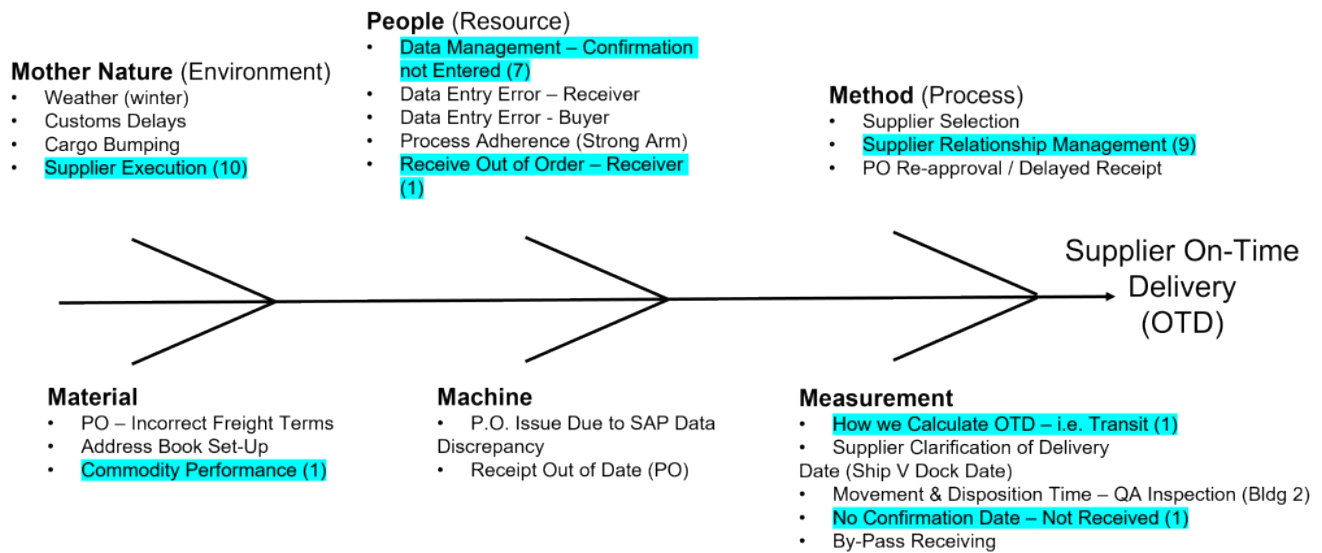 People (Resource)
• Data Management – Confirmation
not Entered (7)
• Data Entry Error – Receiver
• Data Entry Error - Buyer
• Process Adherence (Strong Arm)
• Receive Out of Order – Receiver
(1)
Mother Nature (Environment)
• Weather (winter)
• Customs Delays
• Cargo Bumping
• Supplier Execution (10)
Method (Process)
• Supplier Selection
• Supplier Relationship Management (9)
• PO Re-approval / Delayed Receipt
Supplier On-Time
Delivery
(OTD)
Material
• PO – Incorrect Freight Terms
• Address Book Set-Up
• Commodity Performance (1)
Machine
• P.O. Issue Due to SAP Data
Discrepancy
• Receipt Out of Date (PO)
Measurement
• How we Calculate OTD – i.e. Transit (1)
• Supplier Clarification of Delivery
Date (Ship V Dock Date)
• Movement & Disposition Time – QA Inspection (Bldg 2)
• No Confirmation Date – Not Received (1)
• By-Pass Receiving